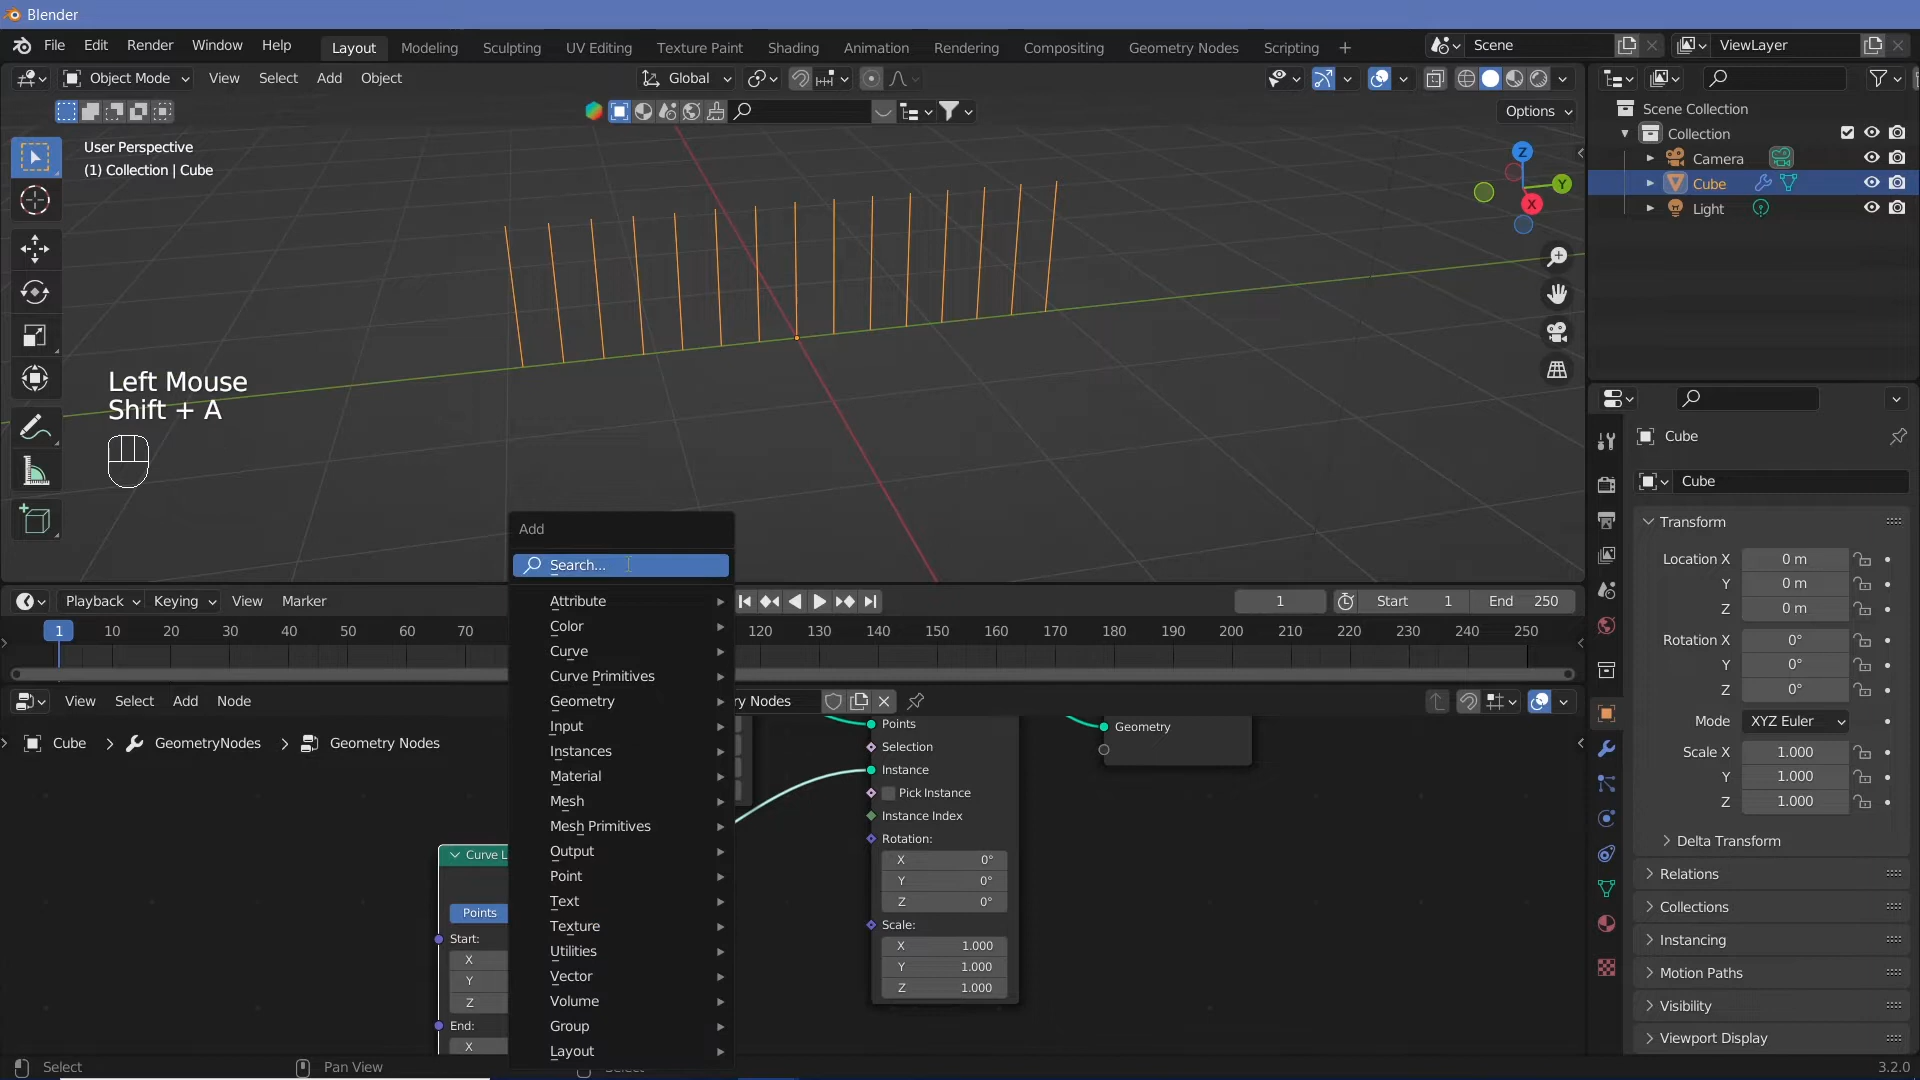 Blender
File Edit Render Window Help Layout Modeling Sculpting UV Editing Texture Paint Shading Animation Rendering Compositing Geometry Nodes Scripting + Scene ViewLayer
Object Mode View Select Add Object Global
Options
User Perspective
(1) Collection | Cube
Z
Y
X
Scene Collection
Collection
Camera
Cube
Light
Left Mouse
Shift + A
Cube
Cube
Transform
Location X 0 m
Y 0 m
Z 0 m
Rotation X 0°
Y 0°
Z 0°
Mode XYZ Euler
Scale X 1.000
Y 1.000
Z 1.000
Delta Transform
Relations
Collections
Instancing
Motion Paths
Visibility
Viewport Display
Add
Search...
Attribute
Color
Curve
Curve Primitives
Geometry
Input
Instances
Material
Mesh
Mesh Primitives
Output
Point
Text
Texture
Utilities
Vector
Volume
Group
Layout
Playback Keying View Marker 1 Start 1 End 250
1 10 20 30 40 50 60 70 120 130 140 150 160 170 180 190 200 210 220 230 240 250
View Select Add Node ry Nodes
Cube > GeometryNodes > Geometry Nodes
Curve L
Points
Start:
X
Y
Z
End:
X
Points
Selection
Instance
Pick Instance
Instance Index
Rotation:
X 0°
Y 0°
Z 0°
Scale:
X 1.000
Y 1.000
Z 1.000
Geometry
Select Pan View Select 3.2.0